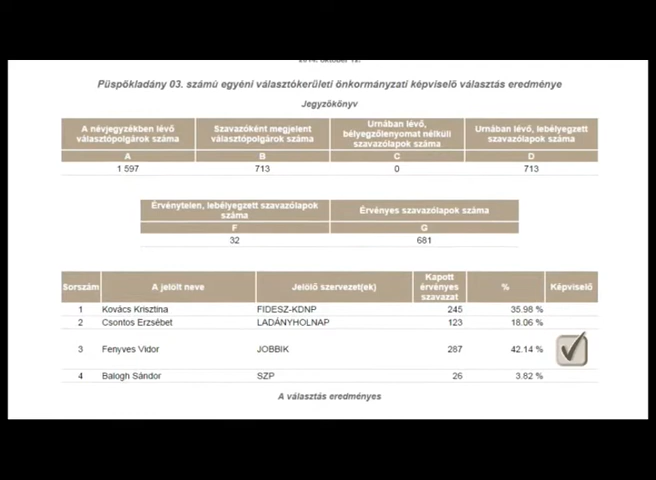 2014. október 12.
Püspökladány 03. számú egyéni választókerületi önkormányzati képviselő választás eredménye
Jegyzőkönyv
A névjegyzékben lévő választópolgárok száma
Szavazóként megjelent választópolgárok száma
Urnában lévő, bélyegzőlenyomat nélküli szavazólapok száma
Urnában lévő, lebélyegzett szavazólapok száma
A B C D
1 597 713 0 713
Érvénytelen, lebélyegzett szavazólapok száma
Érvényes szavazólapok száma
F G
32 681
Sorszám A jelölt neve Jelölő szervezet(ek) Kapott érvényes szavazat % Képviselő
1 Kovács Krisztina FIDESZ-KDNP 245 35.98 %
2 Csontos Erzsébet LADÁNYHOLNAP 123 18.06 %
3 Fenyves Vidor JOBBIK 287 42.14 %
4 Balogh Sándor SZP 26 3.82 %
A választás eredményes